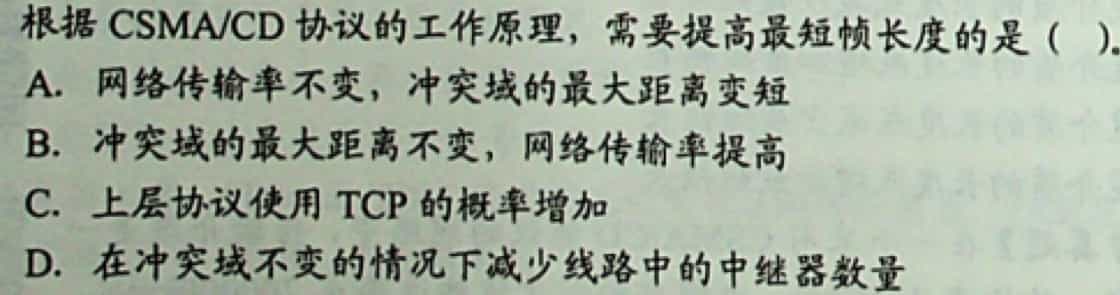 根据 CSMA/CD 协议的工作原理，需要提高最短帧长度的是（ ）。
A. 网络传输率不变，冲突域的最大距离变短
B. 冲突域的最大距离不变，网络传输率提高
C. 上层协议使用 TCP 的概率增加
D. 在冲突域不变的情况下减少线路中的中继器数量